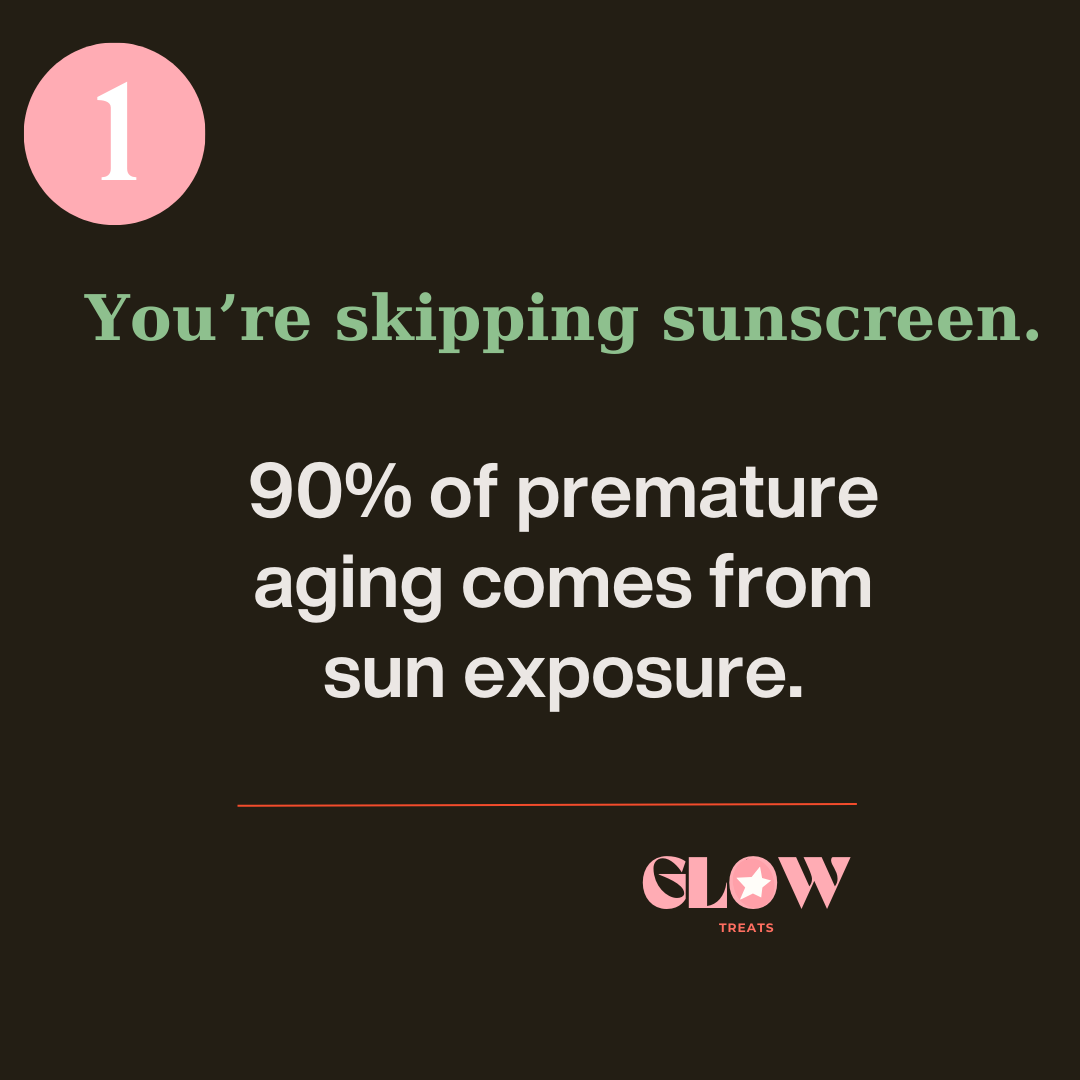 1
You’re skipping sunscreen.
90% of premature
aging comes from
sun exposure.
GLOW
TREATS